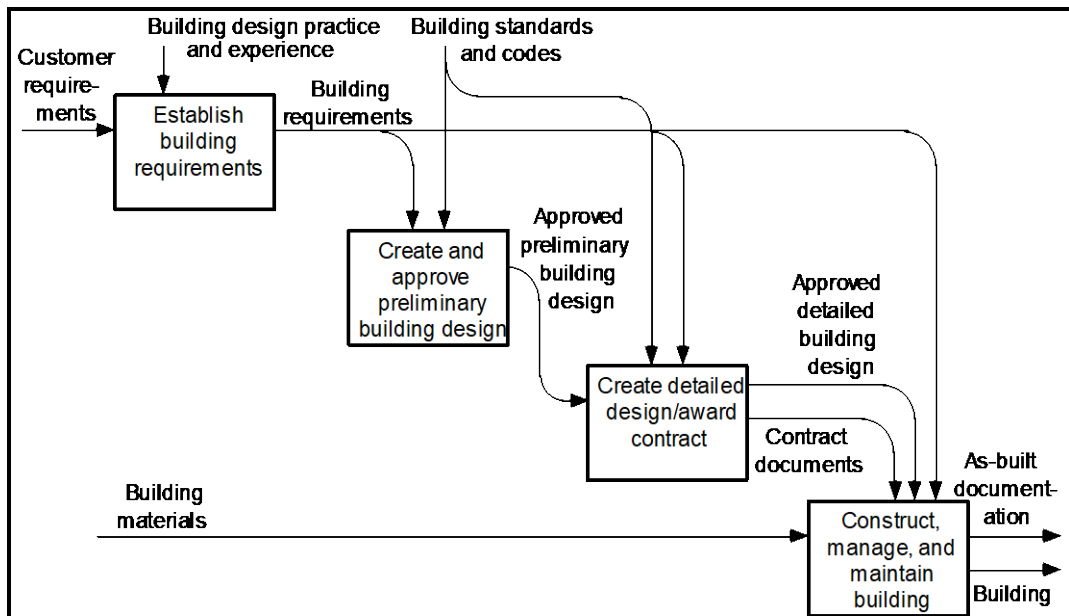 Building design practice
and experience
Building standards
and codes
Customer
require-
ments
Building
requirements
Establish
building
requirements
Approved
preliminary
building
design
Create and
approve
preliminary
building design
Approved
detailed
building
design
Create detailed
design/award
contract
Contract
documents
As-built
document-
ation
Building
materials
Construct,
manage, and
maintain
building
Building